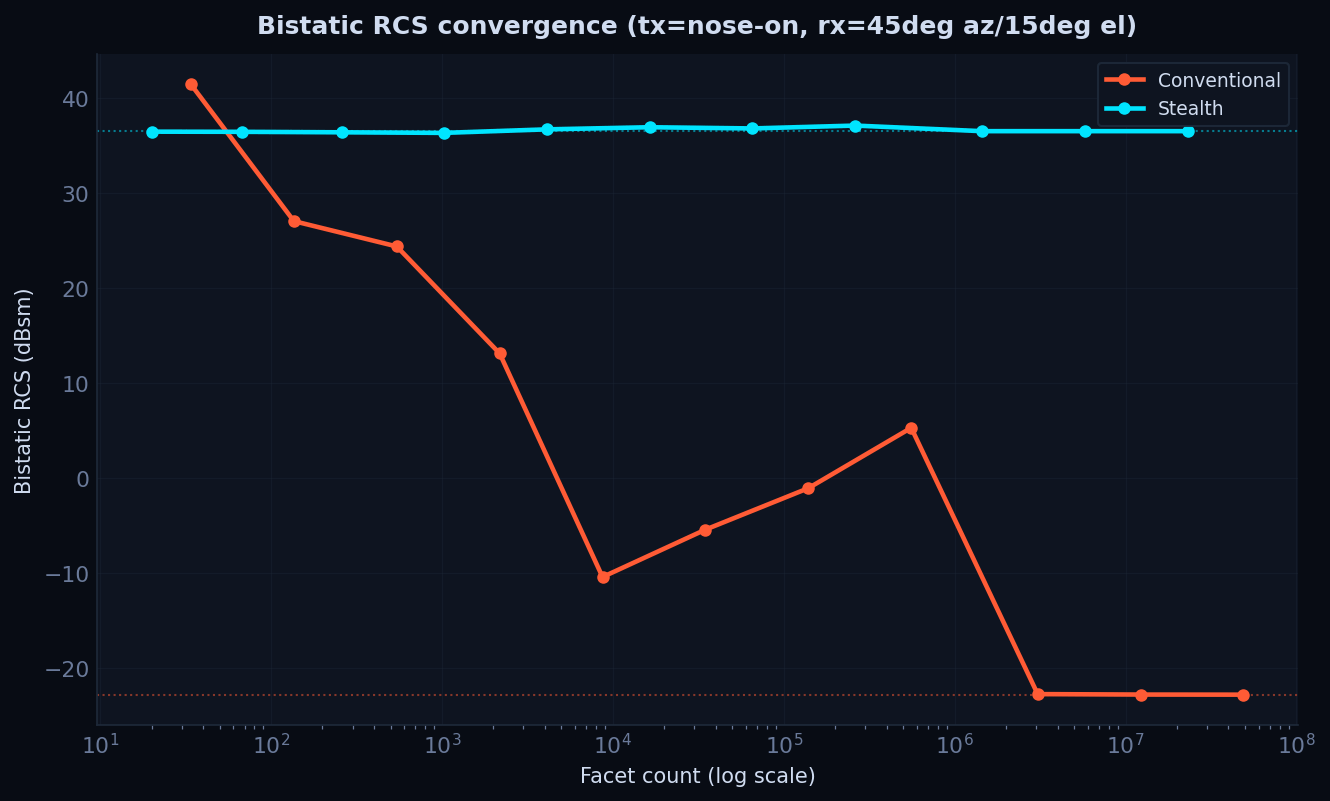 Bistatic RCS convergence (tx=nose-on, rx=45deg az/15deg el)
Conventional
Stealth
Bistatic RCS (dBsm)
40
30
20
10
0
−10
−20
10¹ 10² 10³ 10⁴ 10⁵ 10⁶ 10⁷ 10⁸
Facet count (log scale)